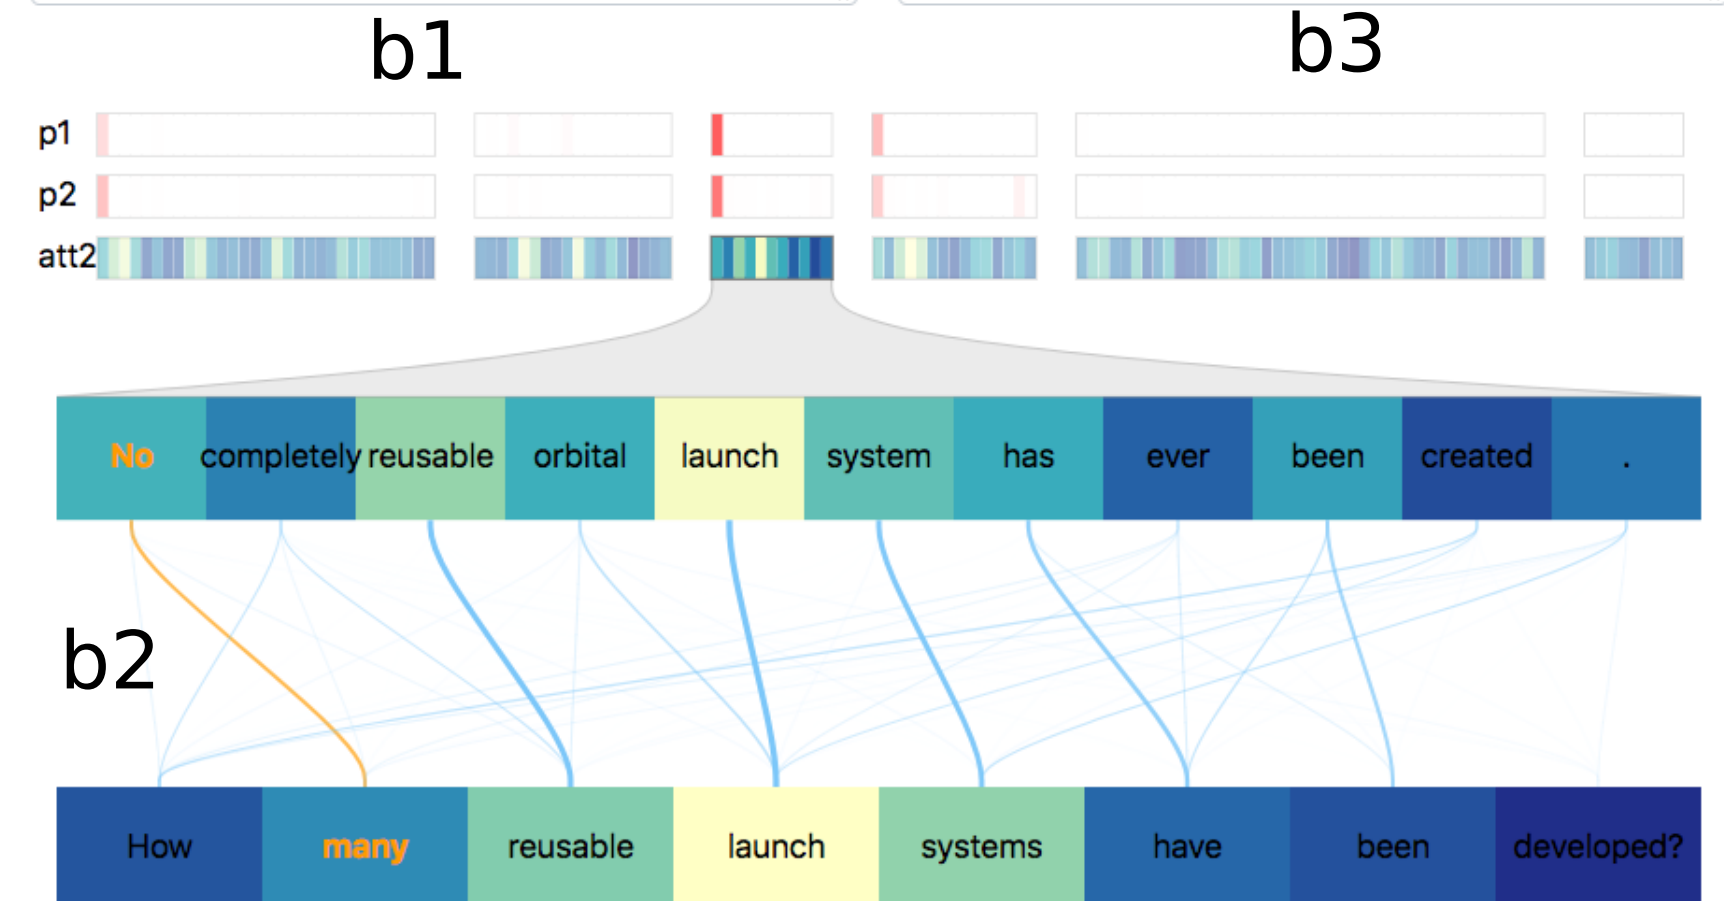 b1 b3
p1
p2
att2
No completely reusable orbital launch system has ever been created .
b2
How many reusable launch systems have been developed?